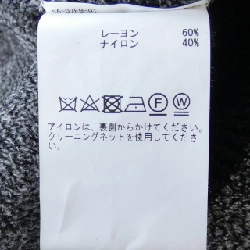 レーヨン 60%
ナイロン 40%
F W
アイロンは、裏側からかけてください。
クリーニングネットを使用してくださ
い。